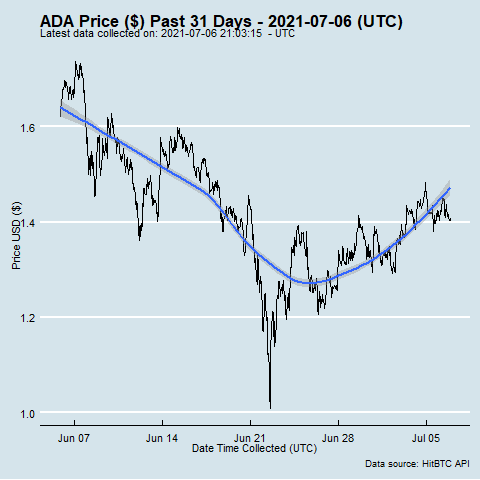 ADA Price ($) Past 31 Days - 2021-07-06 (UTC)
Latest data collected on: 2021-07-06 21:03:15 - UTC
Price USD ($)
1.6
1.4
1.2
1.0
Jun 07 Jun 14 Jun 21 Jun 28 Jul 05
Date Time Collected (UTC)
Data source: HitBTC API